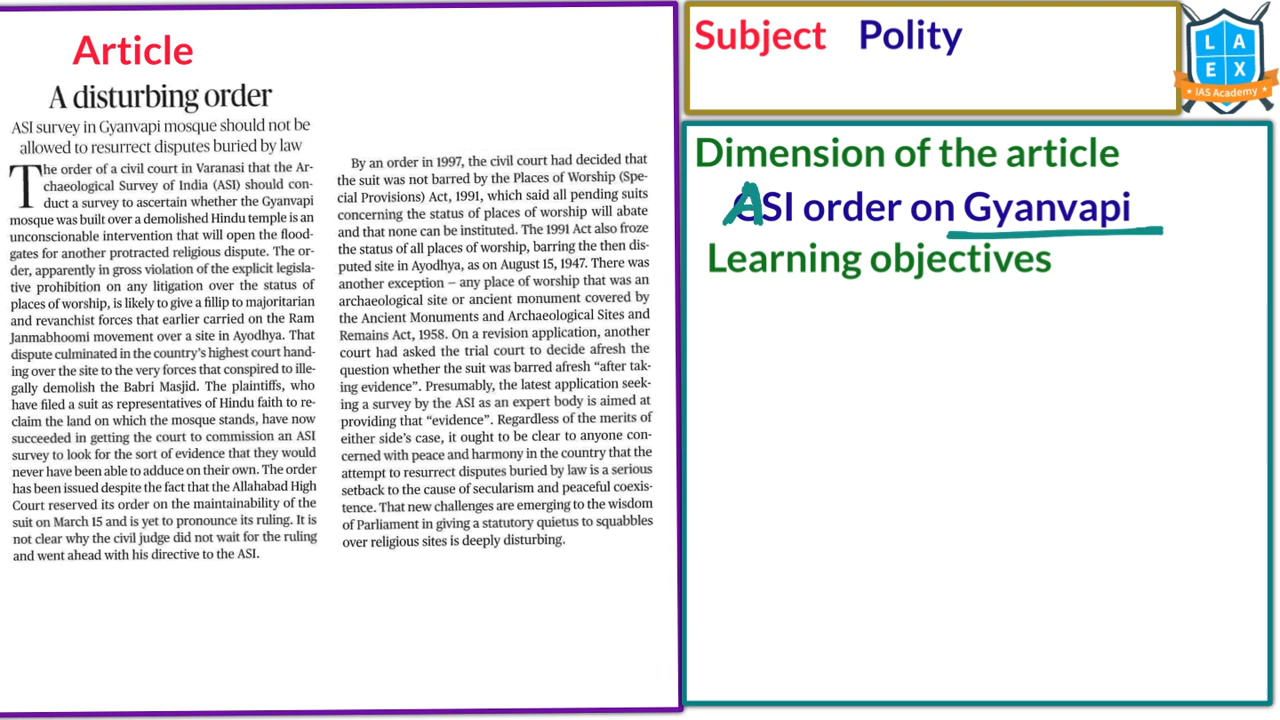 Article
A disturbing order
ASI survey in Gyanvapi mosque should not be
allowed to resurrect disputes buried by law
The order of a civil court in Varanasi that the Ar-
chaeological Survey of India (ASI) should con-
duct a survey to ascertain whether the Gyanvapi
mosque was built over a demolished Hindu temple is an
unconscionable intervention that will open the flood-
gates for another protracted religious dispute. The or-
der, apparently in gross violation of the explicit legisla-
tive prohibition on any litigation over the status of
places of worship, is likely to give a fillip to majoritarian
and revanchist forces that earlier carried on the Ram
Janmabhoomi movement over a site in Ayodhya. That
dispute culminated in the country's highest court hand-
ing over the site to the very forces that conspired to ille-
gally demolish the Babri Masjid. The plaintiffs, who
have filed a suit as representatives of Hindu faith to re-
claim the land on which the mosque stands, have now
succeeded in getting the court to commission an ASI
survey to look for the sort of evidence that they would
never have been able to adduce on their own. The order
has been issued despite the fact that the Allahabad High
Court reserved its order on the maintainability of the
suit on March 15 and is yet to pronounce its ruling. It is
not clear why the civil judge did not wait for the ruling
and went ahead with his directive to the ASI.
By an order in 1997, the civil court had decided that
the suit was not barred by the Places of Worship (Spe-
cial Provisions) Act, 1991, which said all pending suits
concerning the status of places of worship will abate
and that none can be instituted. The 1991 Act also froze
the status of all places of worship, barring the then dis-
puted site in Ayodhya, as on August 15, 1947. There was
another exception – any place of worship that was an
archaeological site or ancient monument covered by
the Ancient Monuments and Archaeological Sites and
Remains Act, 1958. On a revision application, another
court had asked the trial court to decide afresh the
question whether the suit was barred afresh "after tak-
ing evidence". Presumably, the latest application seek-
ing a survey by the ASI as an expert body is aimed at
providing that "evidence". Regardless of the merits of
either side's case, it ought to be clear to anyone con-
cerned with peace and harmony in the country that the
attempt to resurrect disputes buried by law is a serious
setback to the cause of secularism and peaceful coexis-
tence. That new challenges are emerging to the wisdom
of Parliament in giving a statutory quietus to squabbles
over religious sites is deeply disturbing.
Subject Polity
L A
E X
IAS Academy
Dimension of the article
ASI order on Gyanvapi
Learning objectives